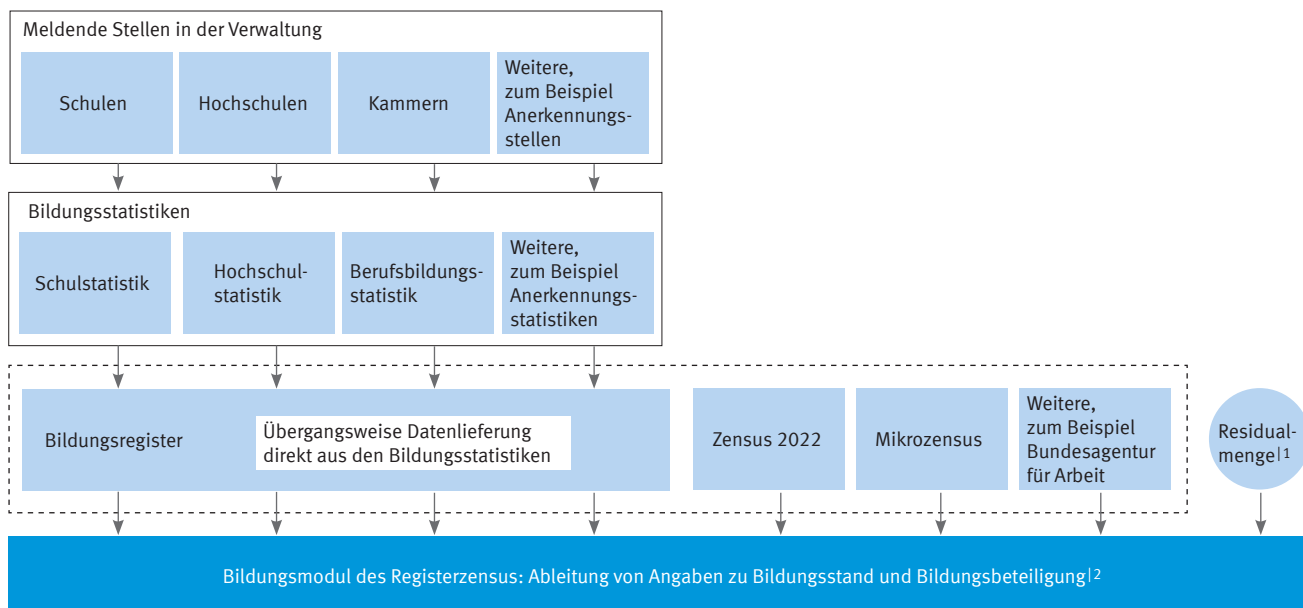 Meldende Stellen in der Verwaltung
Schulen
Hochschulen
Kammern
Weitere,
zum Beispiel
Anerkennungs-
stellen
Bildungsstatistiken
Schulstatistik
Hochschul-
statistik
Berufsbildungs-
statistik
Weitere,
zum Beispiel
Anerkennungs-
statistiken
Bildungsregister
Übergangsweise Datenlieferung
direkt aus den Bildungsstatistiken
Zensus 2022
Mikrozensus
Weitere,
zum Beispiel
Bundesagentur
für Arbeit
Residual-
menge|1
Bildungsmodul des Registerzensus: Ableitung von Angaben zu Bildungsstand und Bildungsbeteiligung|2